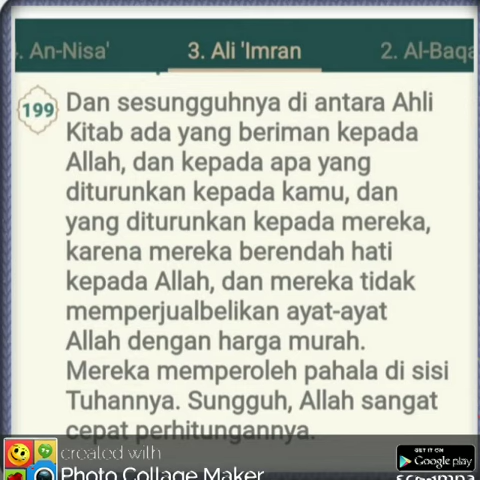 . An-Nisa' 3. Ali 'Imran 2. Al-Baqa
199 Dan sesungguhnya di antara Ahli
Kitab ada yang beriman kepada
Allah, dan kepada apa yang
diturunkan kepada kamu, dan
yang diturunkan kepada mereka,
karena mereka berendah hati
kepada Allah, dan mereka tidak
memperjualbelikan ayat-ayat
Allah dengan harga murah.
Mereka memperoleh pahala di sisi
Tuhannya. Sungguh, Allah sangat
cepat perhitungannya.
created with
Photo Collage Maker
GET IT ON
Google play